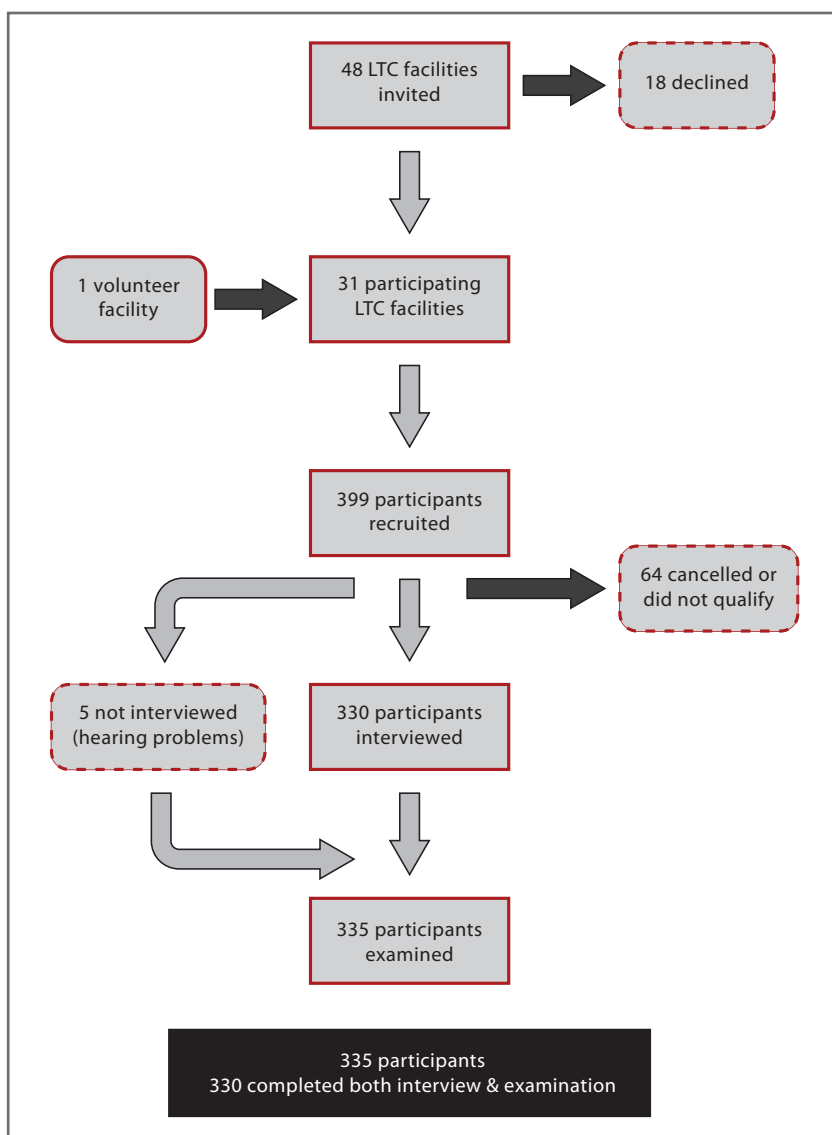 48 LTC facilities
invited
18 declined
1 volunteer
facility
31 participating
LTC facilities
399 participants
recruited
64 cancelled or
did not qualify
5 not interviewed
(hearing problems)
330 participants
interviewed
335 participants
examined
335 participants
330 completed both interview & examination